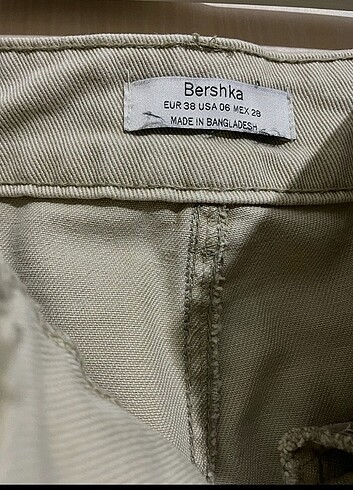 Bershka
EUR 38 USA 06 MEX 28
MADE IN BANGLADESH